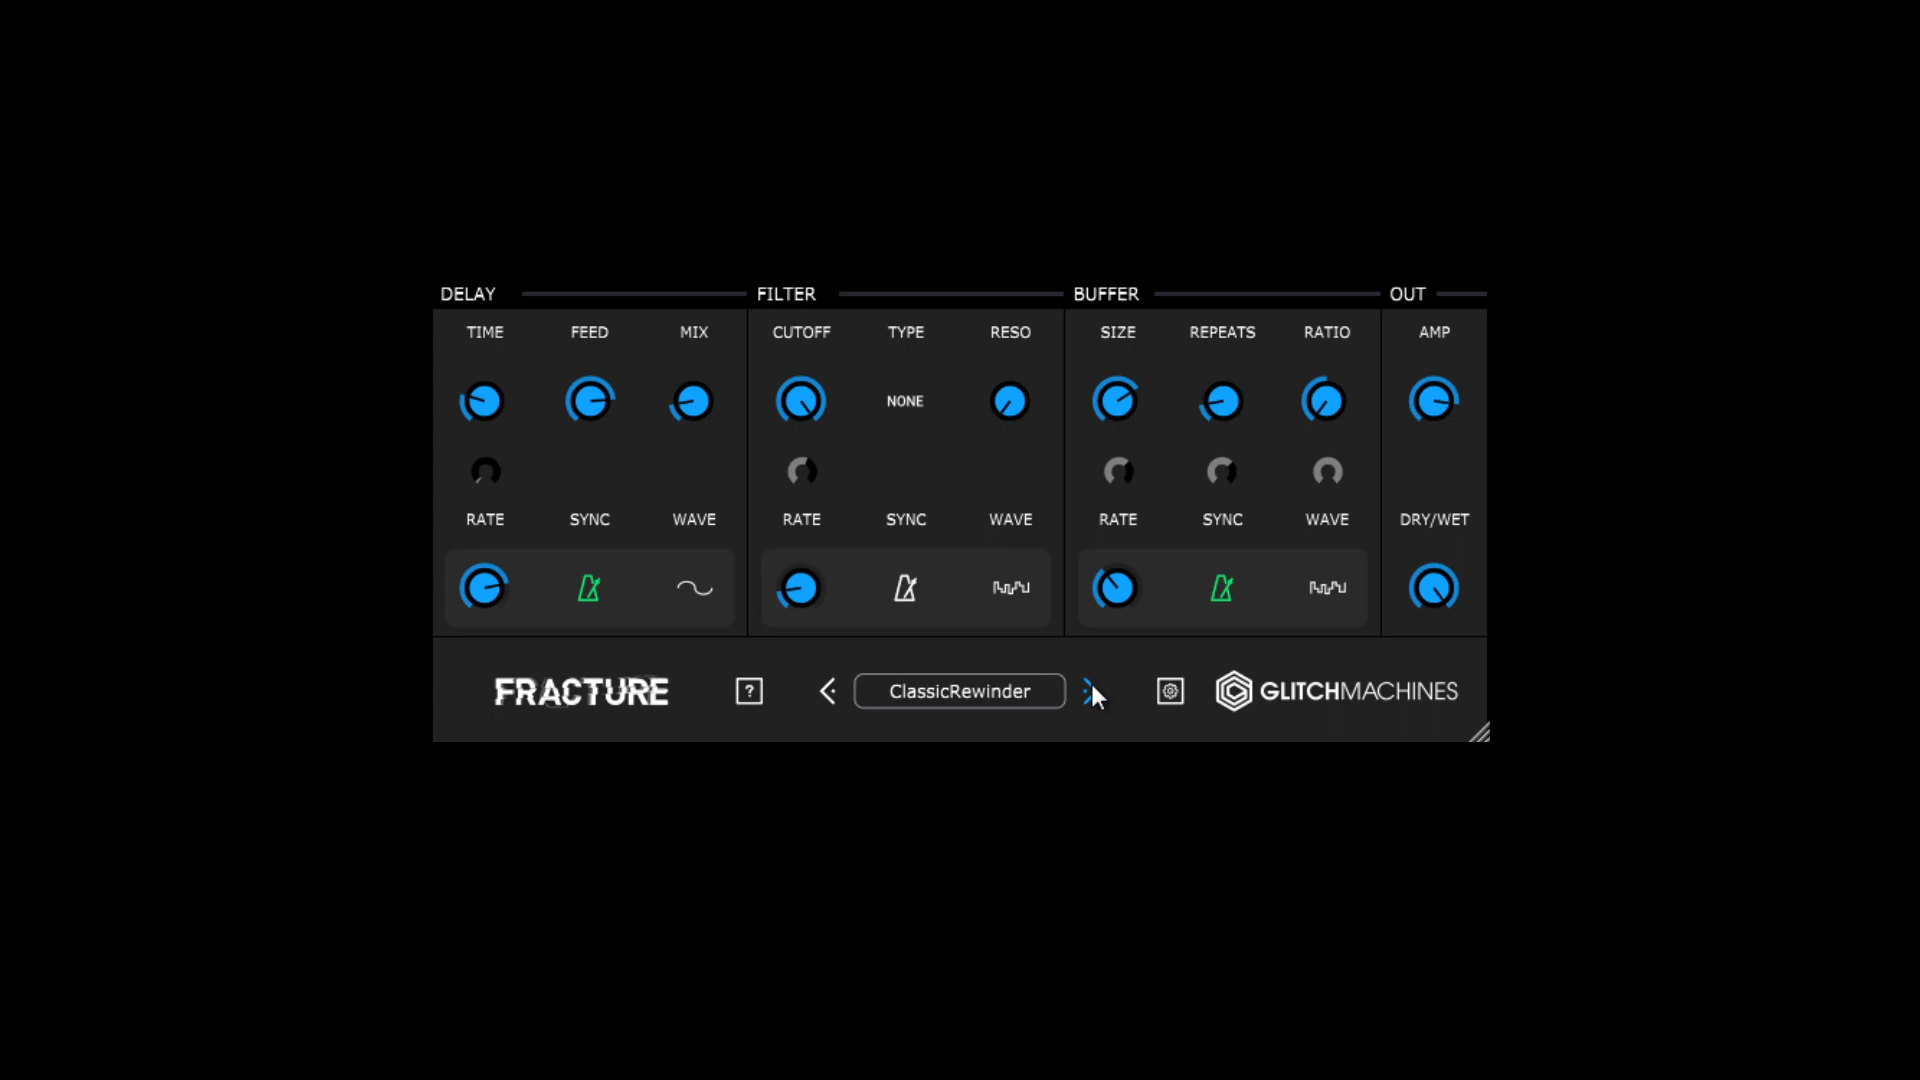 DELAY FILTER BUFFER OUT
TIME FEED MIX CUTOFF TYPE RESO SIZE REPEATS RATIO AMP
NONE
RATE SYNC WAVE RATE SYNC WAVE RATE SYNC WAVE DRY/WET
FRACTURE ? ClassicRewinder GLITCHMACHINES